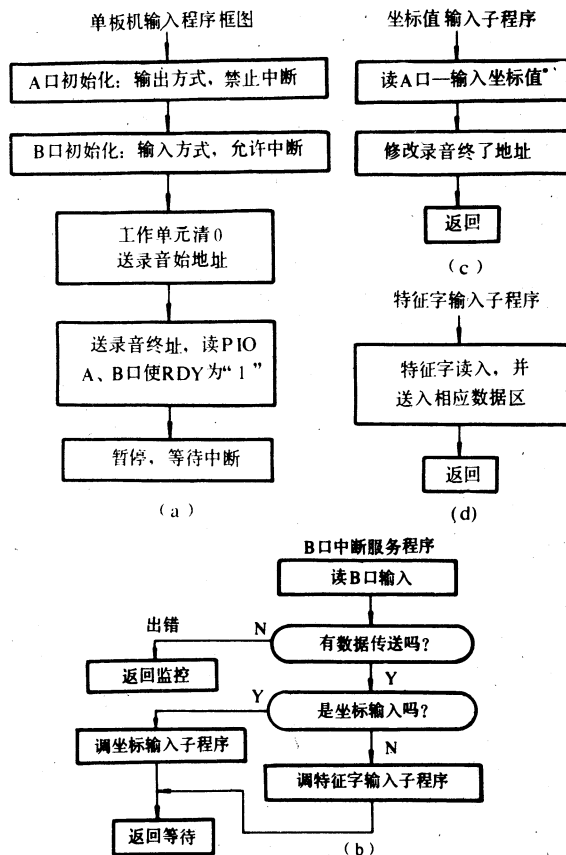 单板机输入程序框图
A口初始化：输出方式，禁止中断
B口初始化：输入方式，允许中断
工作单元清0
送录音始地址
送录音终址，读PIO
A、B口使RDY为“1”
暂停，等待中断
（a）
坐标值输入子程序
读A口—输入坐标值
修改录音终了地址
返回
（c）
特征字输入子程序
特征字读入，并
送入相应数据区
返回
(d)
B口中断服务程序
读B口输入
有数据传送吗？
出错
N
返回监控
Y
是坐标输入吗？
Y
调坐标输入子程序
N
调特征字输入子程序
返回等待
（b）